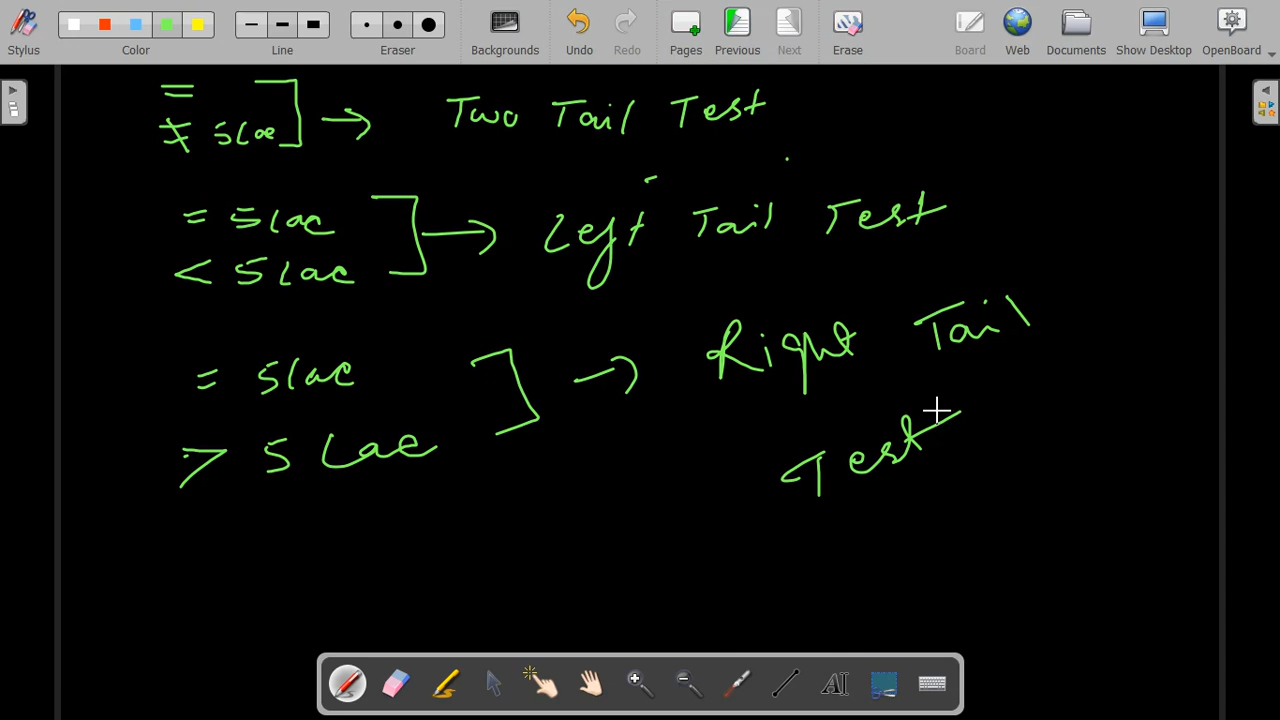 Stylus Color Line Eraser Backgrounds Undo Redo Pages Previous Next Erase Board Web Documents Show Desktop OpenBoard
=
≠ 5lac → Two Tail Test
= 5lac
< 5lac → Left Tail Test
= 5lac
> 5 Lac → Right Tail
Test
AI